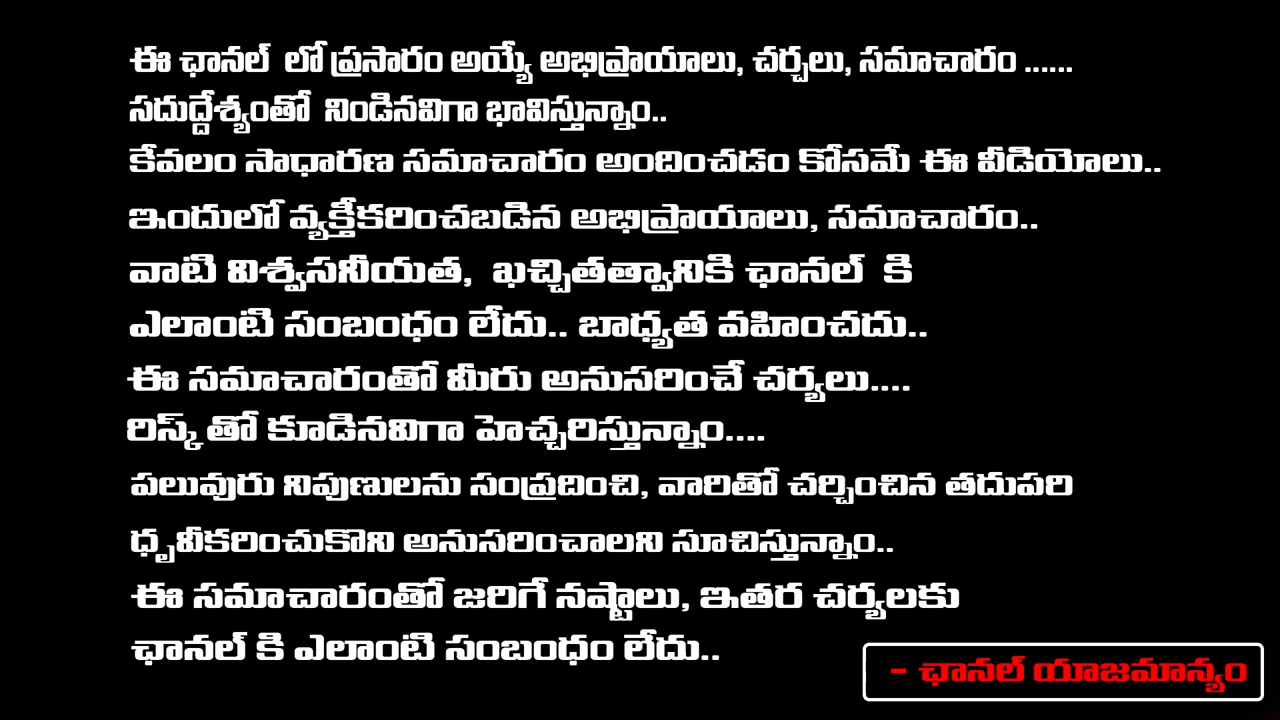 ఈ ఛానల్ లో ప్రసారం అయ్యే అభిప్రాయాలు, చర్చలు, సమాచారం ......
సదుద్దేశ్యంతో నిండినవిగా భావిస్తున్నాం..
కేవలం సాధారణ సమాచారం అందించడం కోసమే ఈ వీడియోలు..
ఇందులో వ్యక్తీకరించబడిన అభిప్రాయాలు, సమాచారం..
వాటి విశ్వసనీయత, ఖచ్చితత్వానికి ఛానల్ కి
ఎలాంటి సంబంధం లేదు.. బాధ్యత వహించదు..
ఈ సమాచారంతో మీరు అనుసరించే చర్యలు....
రిస్క్ తో కూడినవిగా హెచ్చరిస్తున్నాం....
పలువురు నిపుణులను సంప్రదించి, వారితో చర్చించిన తదుపరి
ధృవీకరించుకొని అనుసరించాలని సూచిస్తున్నాం..
ఈ సమాచారంతో జరిగే నష్టాలు, ఇతర చర్యలకు
ఛానల్ కి ఎలాంటి సంబంధం లేదు..
- ఛానల్ యాజమాన్యం